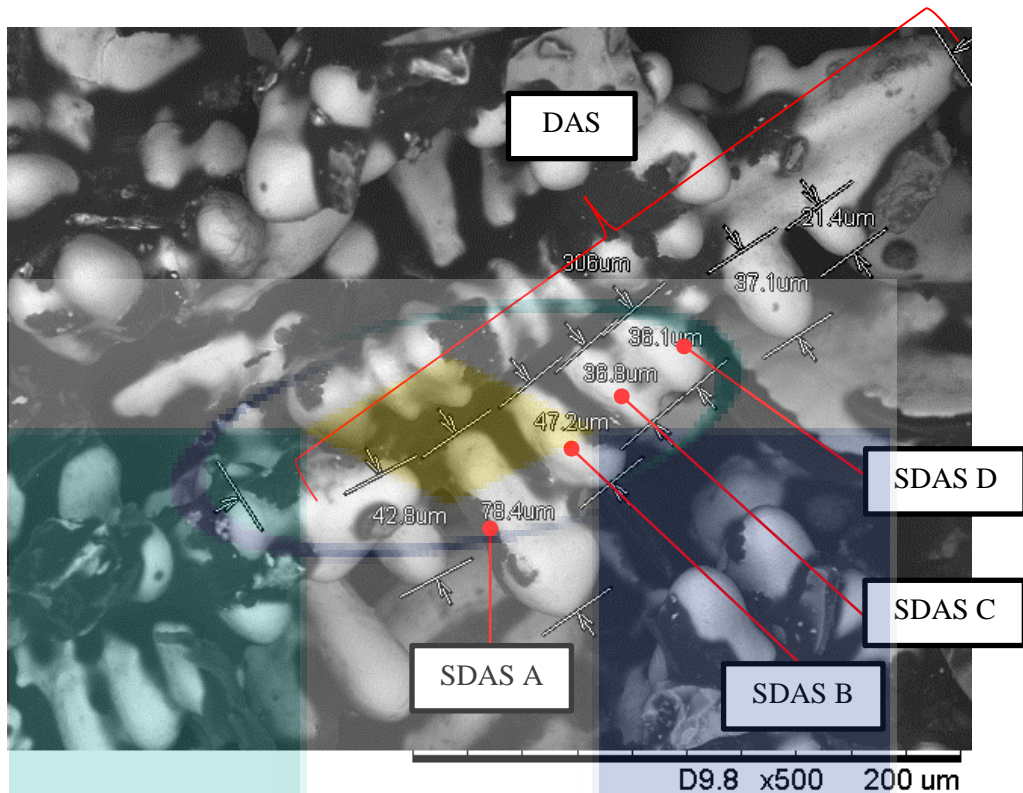 DAS
21.4um
306um
37.1um
36.1um
36.8um
47.2um
42.8um
78.4um
SDAS D
SDAS C
SDAS A
SDAS B
D9.8 x500 200 um